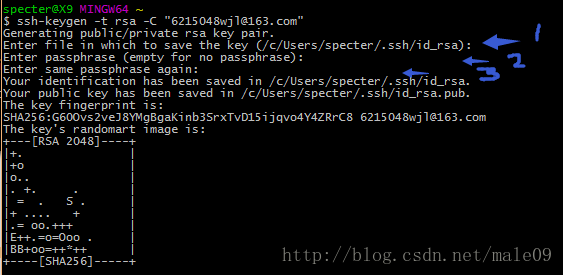 specter@X9 MINGW64 ~
$ ssh-keygen -t rsa -C "6215048wjl@163.com"
Generating public/private rsa key pair.
Enter file in which to save the key (/c/Users/specter/.ssh/id_rsa): 1
Enter passphrase (empty for no passphrase): 2
Enter same passphrase again: 3
Your identification has been saved in /c/Users/specter/.ssh/id_rsa.
Your public key has been saved in /c/Users/specter/.ssh/id_rsa.pub.
The key fingerprint is:
SHA256:G6OOvs2veJ8YMgBgaKinb3SrxTvD15ijqvo4Y4ZRrC8 6215048wjl@163.com
The key's randomart image is:
+---[RSA 2048]----+
|+.               |
|+o               |
|o..              |
|. +.     .       |
| =  .   S .      |
|+ ....   +       |
|.= oo.+++        |
|E++.=o=Ooo .     |
|BB+oo=++*++      |
+----[SHA256]-----+
http://blog.csdn.net/male09